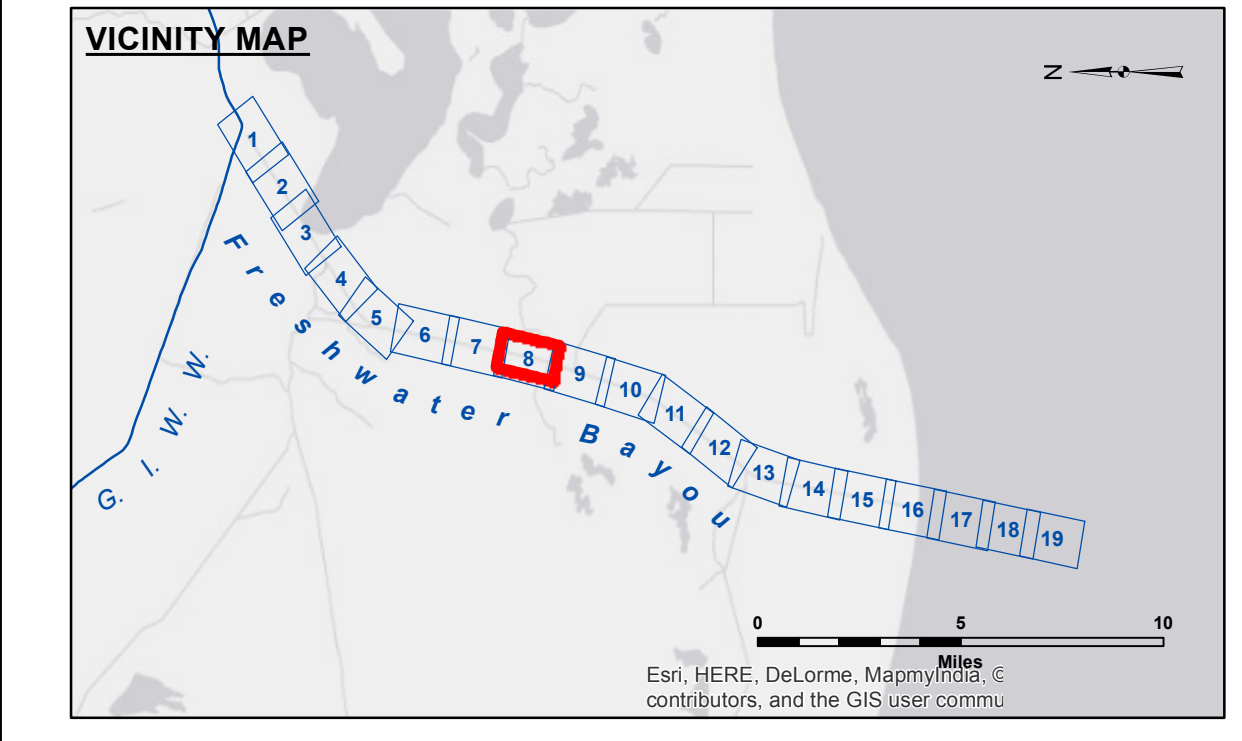 VICINITY MAP
N
1
2
3
4
5
6
7
8
9
10
11
12
13
14
15
16
17
18
19
Freshwater Bayou
G. I. W. W.
0 5 10
Miles
Esri, HERE, DeLorme, MapmyIndia, ©
contributors, and the GIS user commu